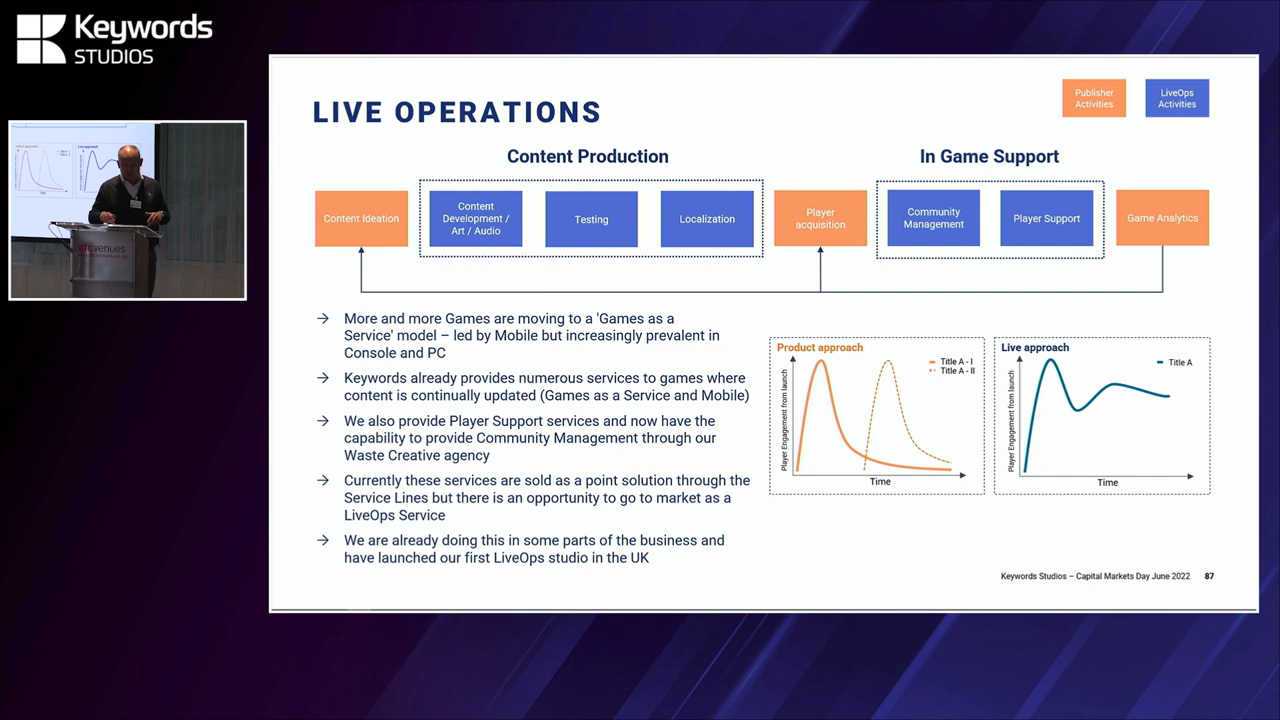 Keywords
STUDIOS
LIVE OPERATIONS
Publisher
Activities
LiveOps
Activities
Content Production
In Game Support
Content Ideation
Content
Development /
Art / Audio
Testing
Localization
Player
acquisition
Community
Management
Player Support
Game Analytics
→ More and more Games are moving to a 'Games as a
Service' model – led by Mobile but increasingly prevalent in
Console and PC
→ Keywords already provides numerous services to games where
content is continually updated (Games as a Service and Mobile)
→ We also provide Player Support services and now have the
capability to provide Community Management through our
Waste Creative agency
→ Currently these services are sold as a point solution through the
Service Lines but there is an opportunity to go to market as a
LiveOps Service
→ We are already doing this in some parts of the business and
have launched our first LiveOps studio in the UK
Product approach
Title A - I
Title A - II
Player Engagement from launch
Time
Live approach
Title A
Player Engagement from launch
Time
Keywords Studios – Capital Markets Day June 2022 87
etc.venues